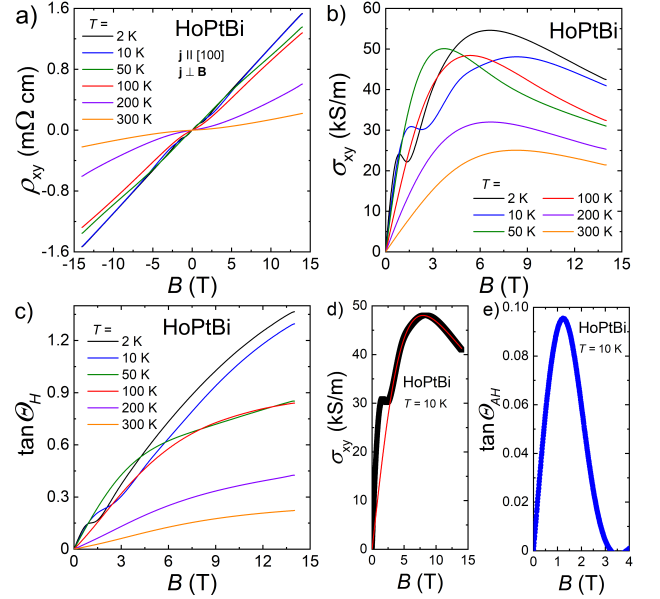 a)
HoPtBi
T =
2 K
10 K
50 K
100 K
200 K
300 K
j || [100]
j ⊥ B
ρxy (mΩ cm)
1.6
0.8
0.0
-0.8
-1.6
-15 -10 -5 0 5 10 15
B (T)
b)
HoPtBi
σxy (kS/m)
60
50
40
30
20
10
0
T =
2 K 100 K
10 K 200 K
50 K 300 K
0 3 6 9 12 15
B (T)
c)
HoPtBi
T =
2 K
10 K
50 K
100 K
200 K
300 K
tanΘH
1.2
0.9
0.6
0.3
0
0 3 6 9 12 15
B (T)
d)
σxy (kS/m)
50
40
30
20
10
0
HoPtBi
T = 10 K
0 5 10 15
B (T)
e)
tanΘAH
0.10
0.08
0.06
0.04
0.02
0
HoPtBi
T = 10 K
0 1 2 3 4
B (T)